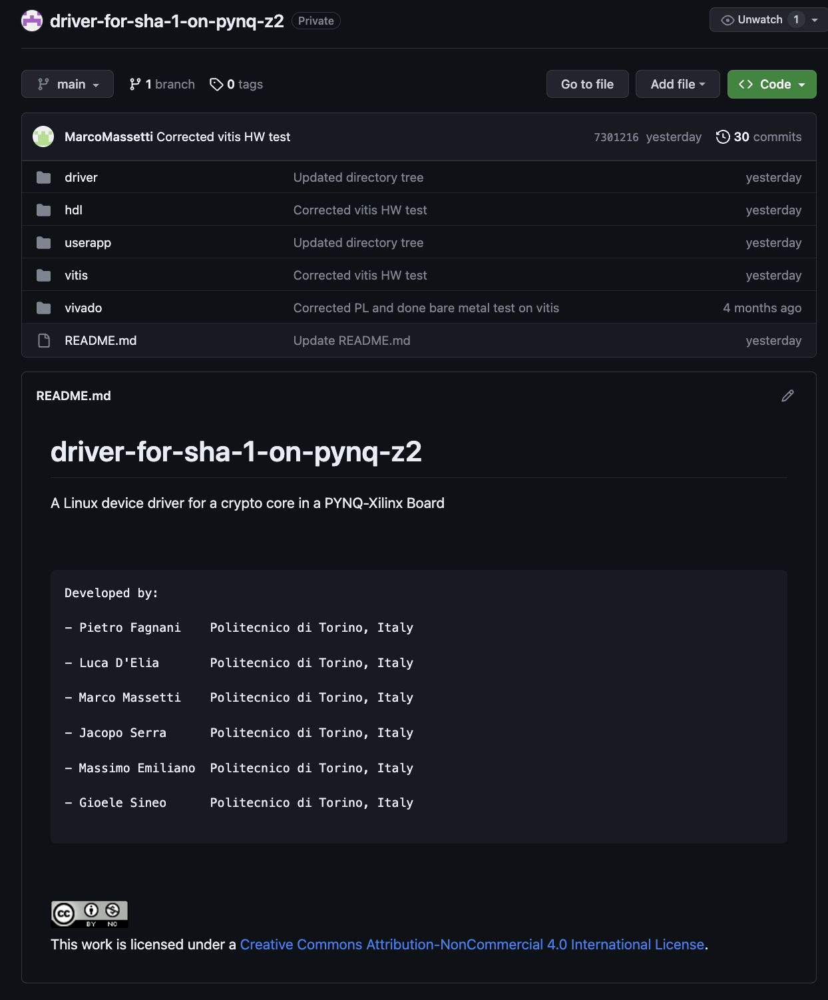 driver-for-sha-1-on-pynq-z2 Private Unwatch 1
main 1 branch 0 tags Go to file Add file Code
MarcoMassetti Corrected vitis HW test 7301216 yesterday 30 commits
driver Updated directory tree yesterday
hdl Corrected vitis HW test yesterday
userapp Updated directory tree yesterday
vitis Corrected vitis HW test yesterday
vivado Corrected PL and done bare metal test on vitis 4 months ago
README.md Update README.md yesterday
README.md
driver-for-sha-1-on-pynq-z2
A Linux device driver for a crypto core in a PYNQ-Xilinx Board
Developed by:
- Pietro Fagnani Politecnico di Torino, Italy
- Luca D'Elia Politecnico di Torino, Italy
- Marco Massetti Politecnico di Torino, Italy
- Jacopo Serra Politecnico di Torino, Italy
- Massimo Emiliano Politecnico di Torino, Italy
- Gioele Sineo Politecnico di Torino, Italy
cc BY NC
This work is licensed under a Creative Commons Attribution-NonCommercial 4.0 International License.